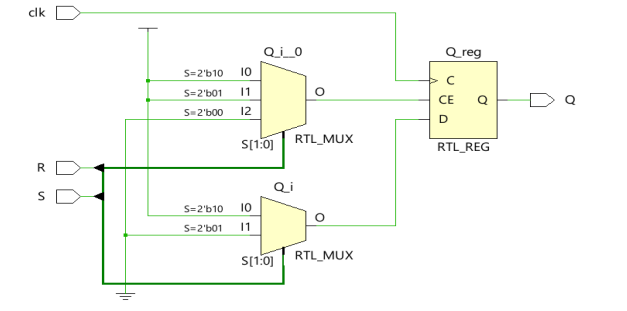 clk
Q_i__0
Q_reg
S=2'b10 I0
S=2'b01 I1
S=2'b00 I2
O
S[1:0]
RTL_MUX
C
CE
D
Q
RTL_REG
Q
R
S
Q_i
S=2'b10 I0
S=2'b01 I1
O
S[1:0]
RTL_MUX